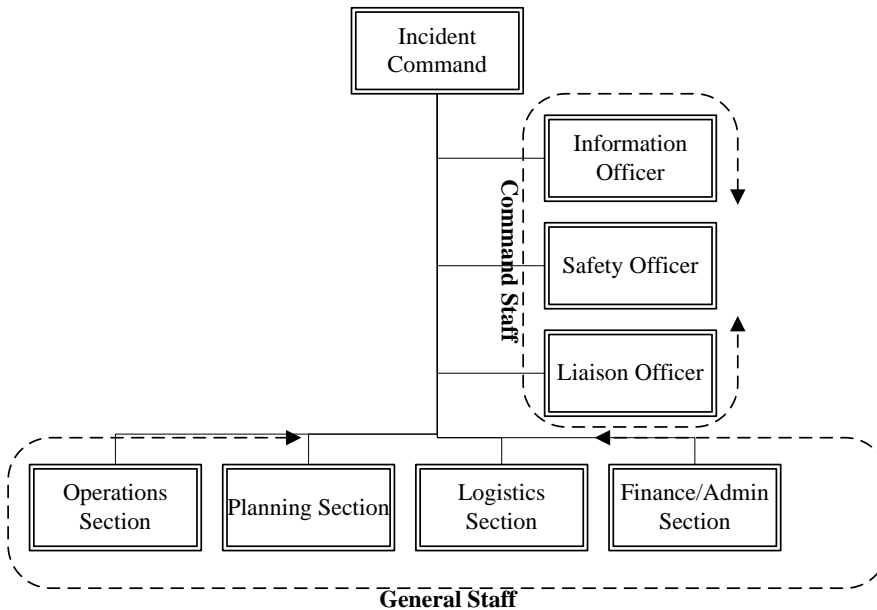 Incident
Command
Information
Officer
Command Staff
Safety Officer
Liaison Officer
Operations
Section
Planning Section
Logistics
Section
Finance/Admin
Section
General Staff